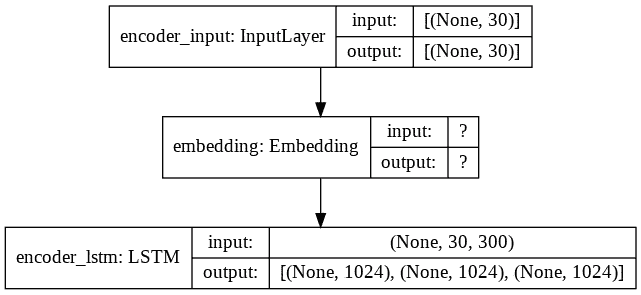 encoder_input: InputLayer
input:
[(None, 30)]
output:
[(None, 30)]
embedding: Embedding
input:
?
output:
?
encoder_lstm: LSTM
input:
(None, 30, 300)
output:
[(None, 1024), (None, 1024), (None, 1024)]